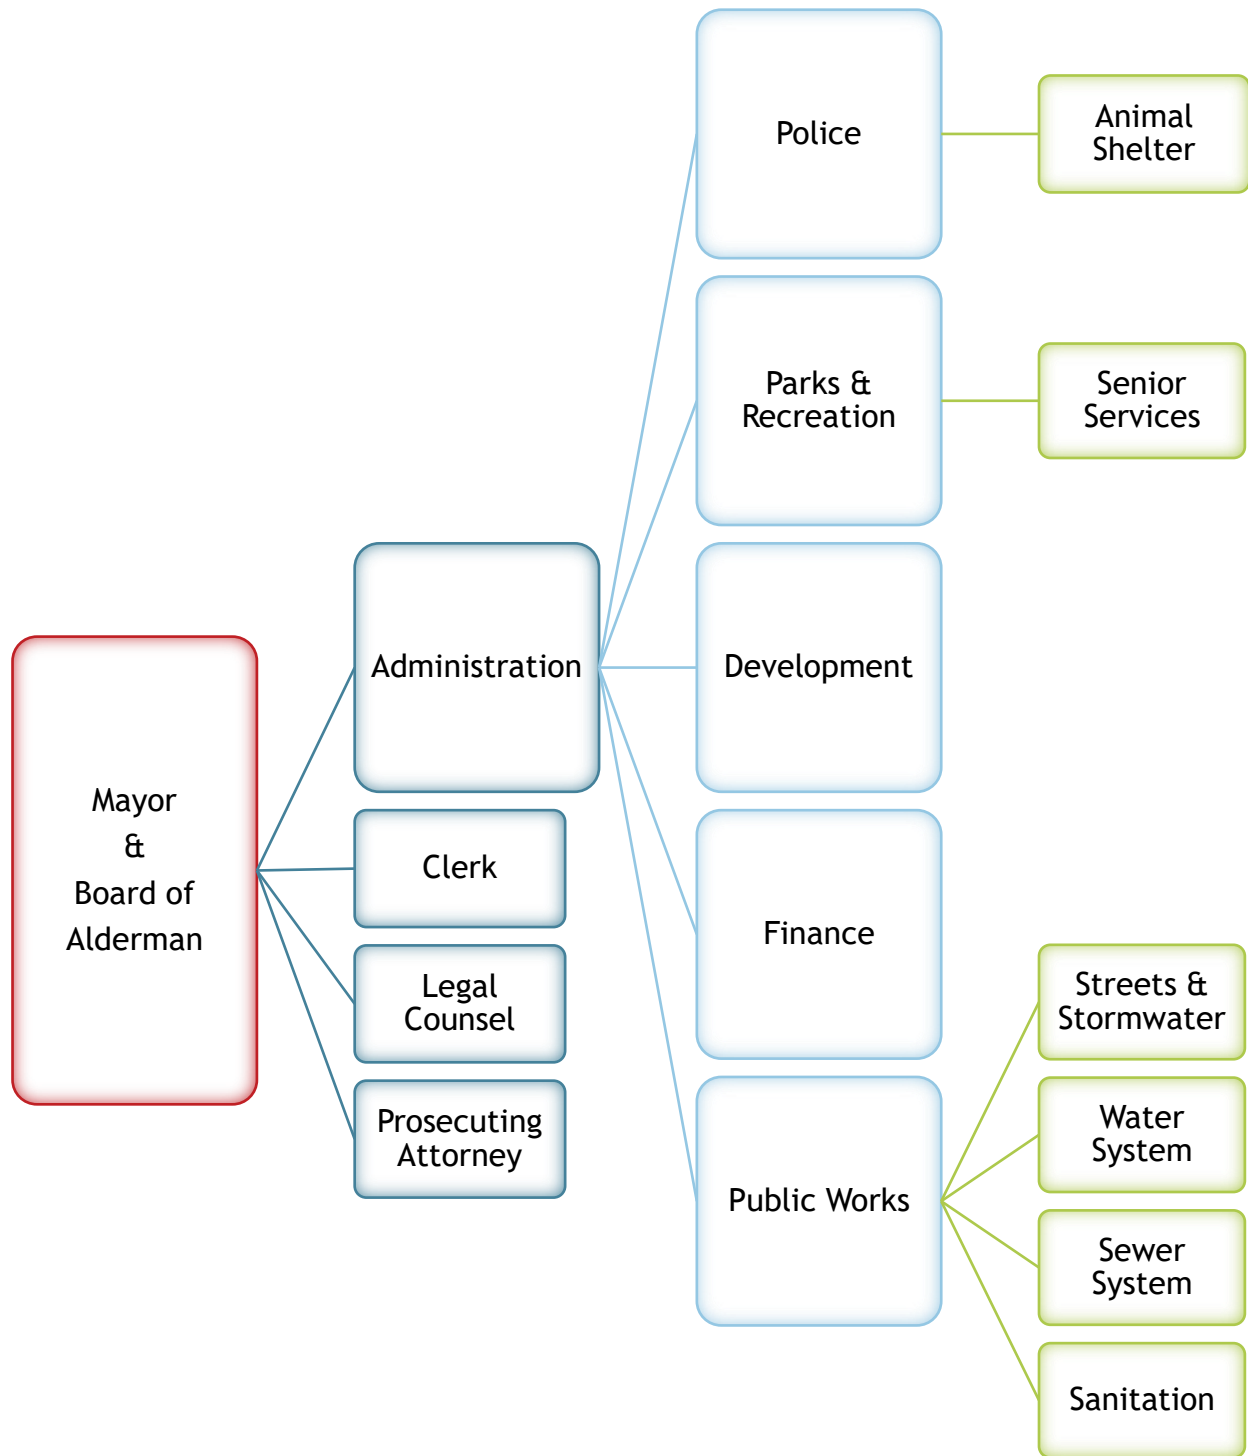 Mayor
&
Board of
Alderman
Administration
Clerk
Legal
Counsel
Prosecuting
Attorney
Police
Parks &
Recreation
Development
Finance
Public Works
Animal
Shelter
Senior
Services
Streets &
Stormwater
Water
System
Sewer
System
Sanitation